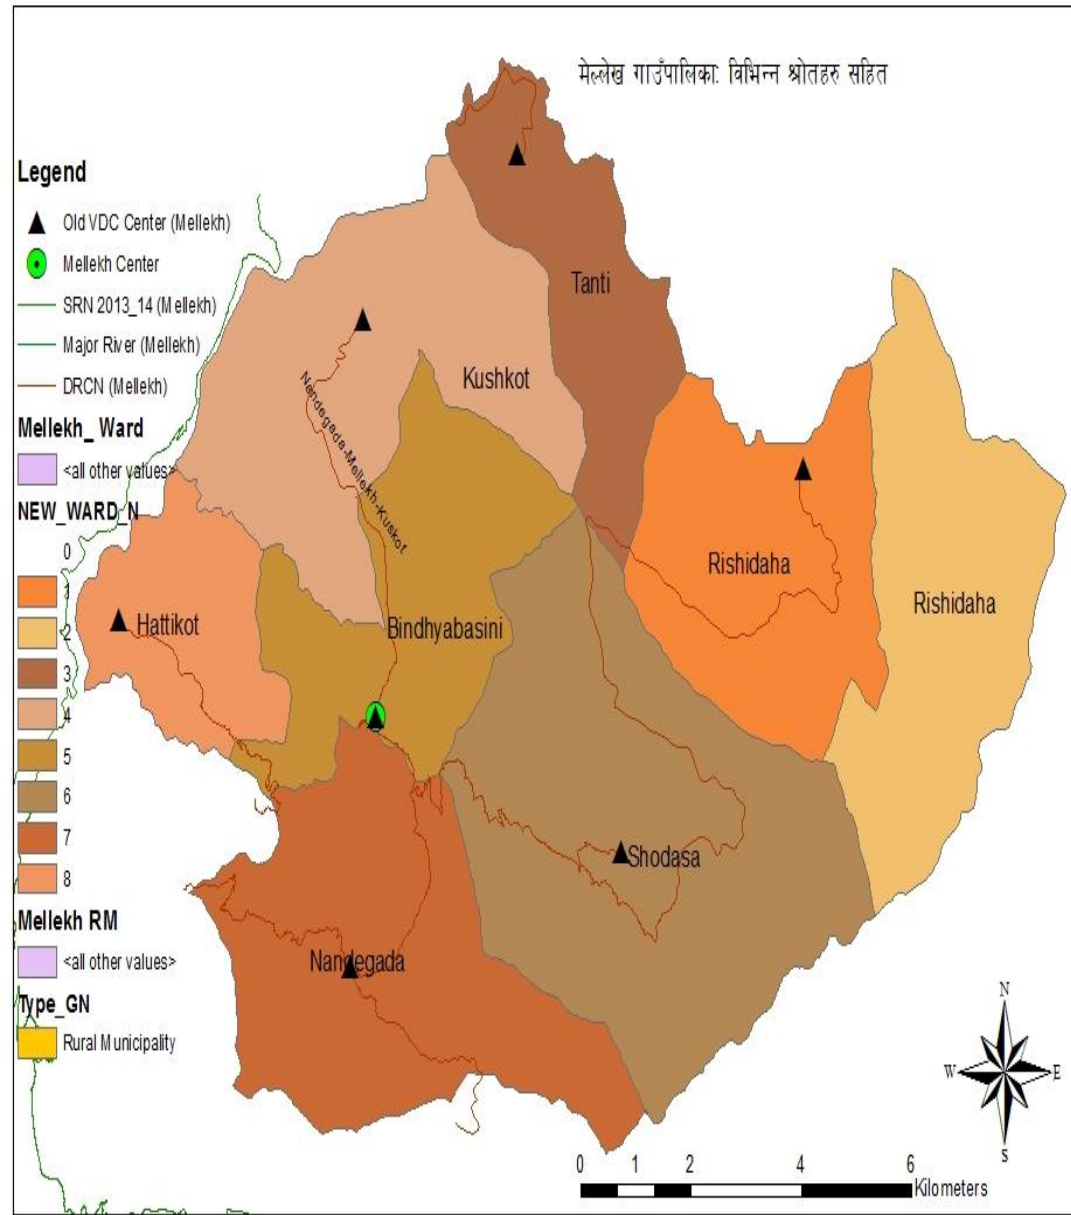 मेल्लेख गाउँपालिकाः विभिन्न श्रोतहरु सहित
Legend
Old VDC Center (Mellekh)
Mellekh Center
SRN 2013_14 (Mellekh)
Major River (Mellekh)
DRCN (Mellekh)
Mellekh_ Ward
<all other values>
NEW_WARD_N
0
1
2
3
4
5
6
7
8
Mellekh RM
<all other values>
Type_GN
Rural Municipality
Tanti
Kushkot
Nandegada-Mellekh-Kuskot
Rishidaha
Rishidaha
Hattikot
Bindhyabasini
Shodasa
Nandegada
N
W
E
S
0 1 2 4 6
Kilometers